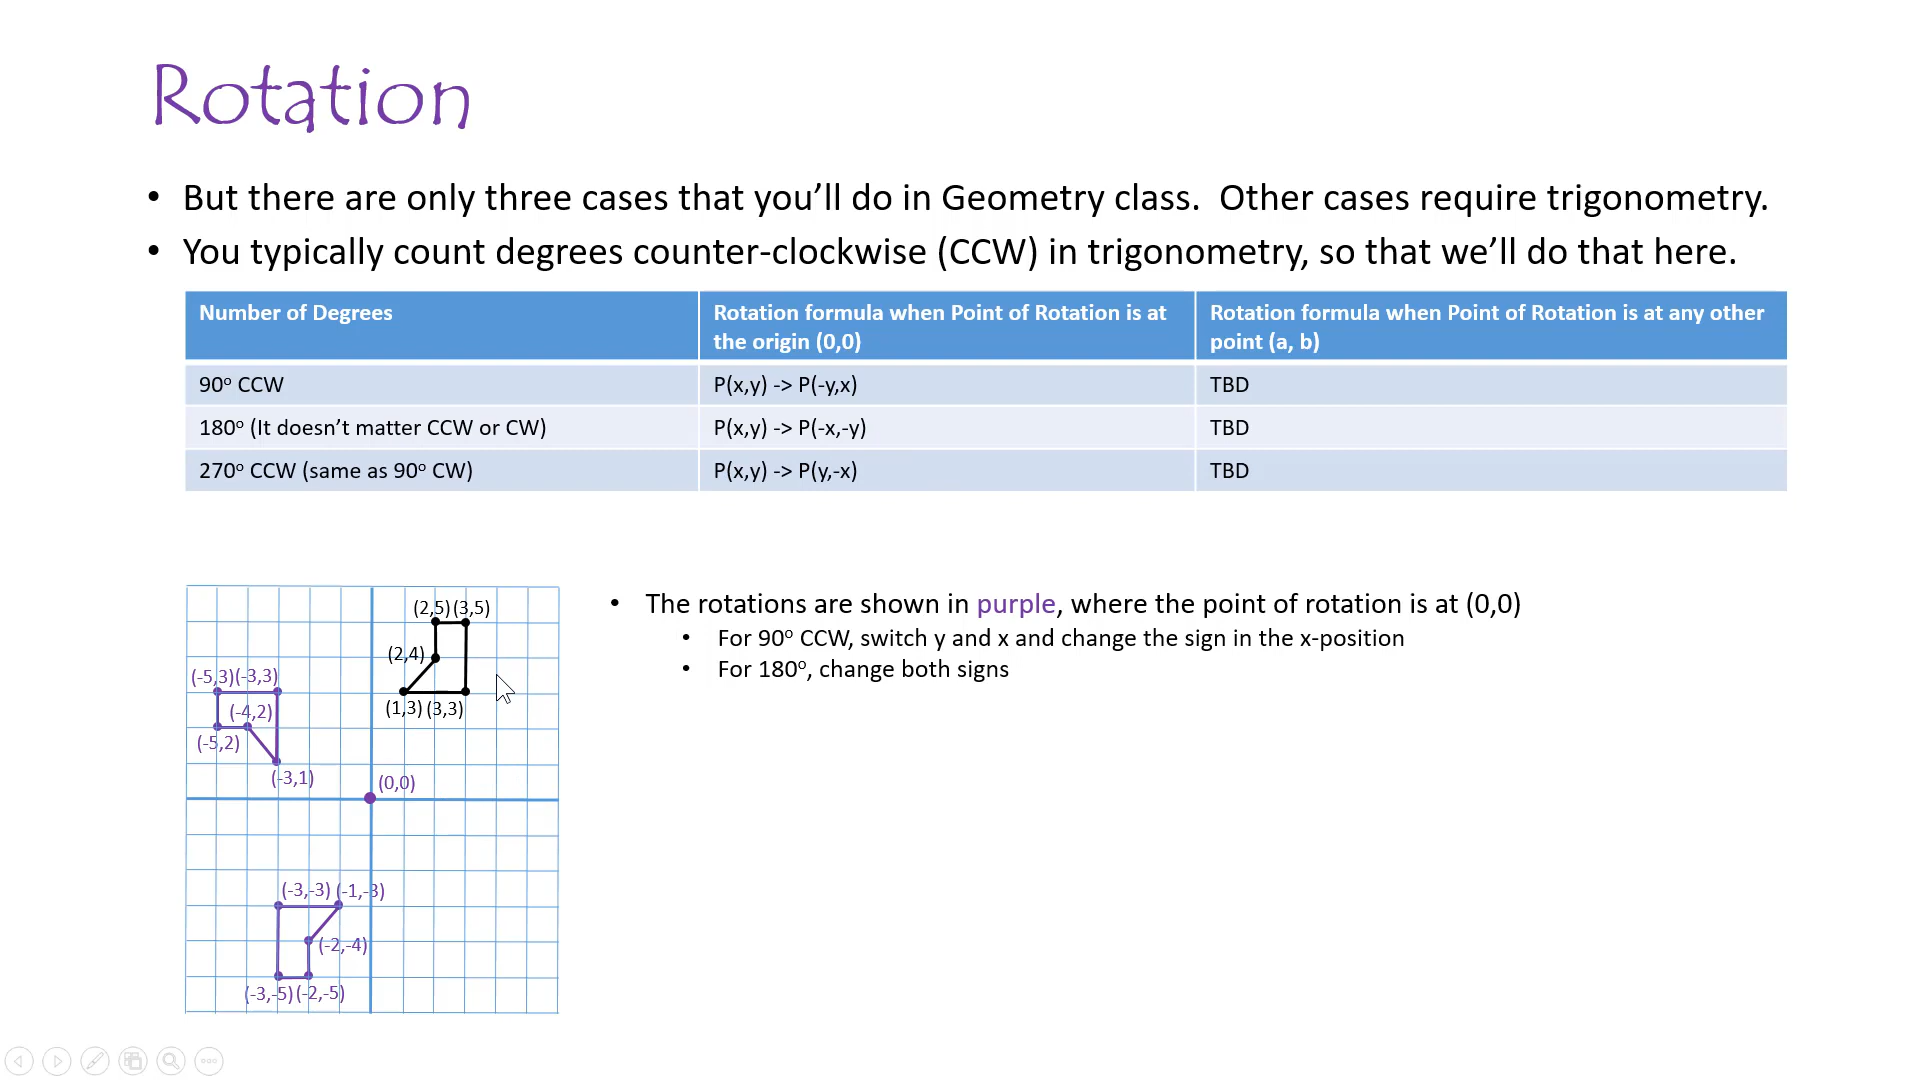 Rotation
• But there are only three cases that you’ll do in Geometry class.  Other cases require trigonometry.
• You typically count degrees counter-clockwise (CCW) in trigonometry, so that we’ll do that here.
Number of Degrees
Rotation formula when Point of Rotation is at
the origin (0,0)
Rotation formula when Point of Rotation is at any other
point (a, b)
90º CCW
P(x,y) -> P(-y,x)
TBD
180º (It doesn’t matter CCW or CW)
P(x,y) -> P(-x,-y)
TBD
270º CCW (same as 90º CW)
P(x,y) -> P(y,-x)
TBD
(2,5) (3,5)
(2,4)
(1,3) (3,3)
(-5,3) (-3,3)
(-4,2)
(-5,2)
(-3,1)
(0,0)
(-3,-3) (-1,-3)
(-2,-4)
(-3,-5) (-2,-5)
• The rotations are shown in purple, where the point of rotation is at (0,0)
• For 90º CCW, switch y and x and change the sign in the x-position
• For 180º, change both signs